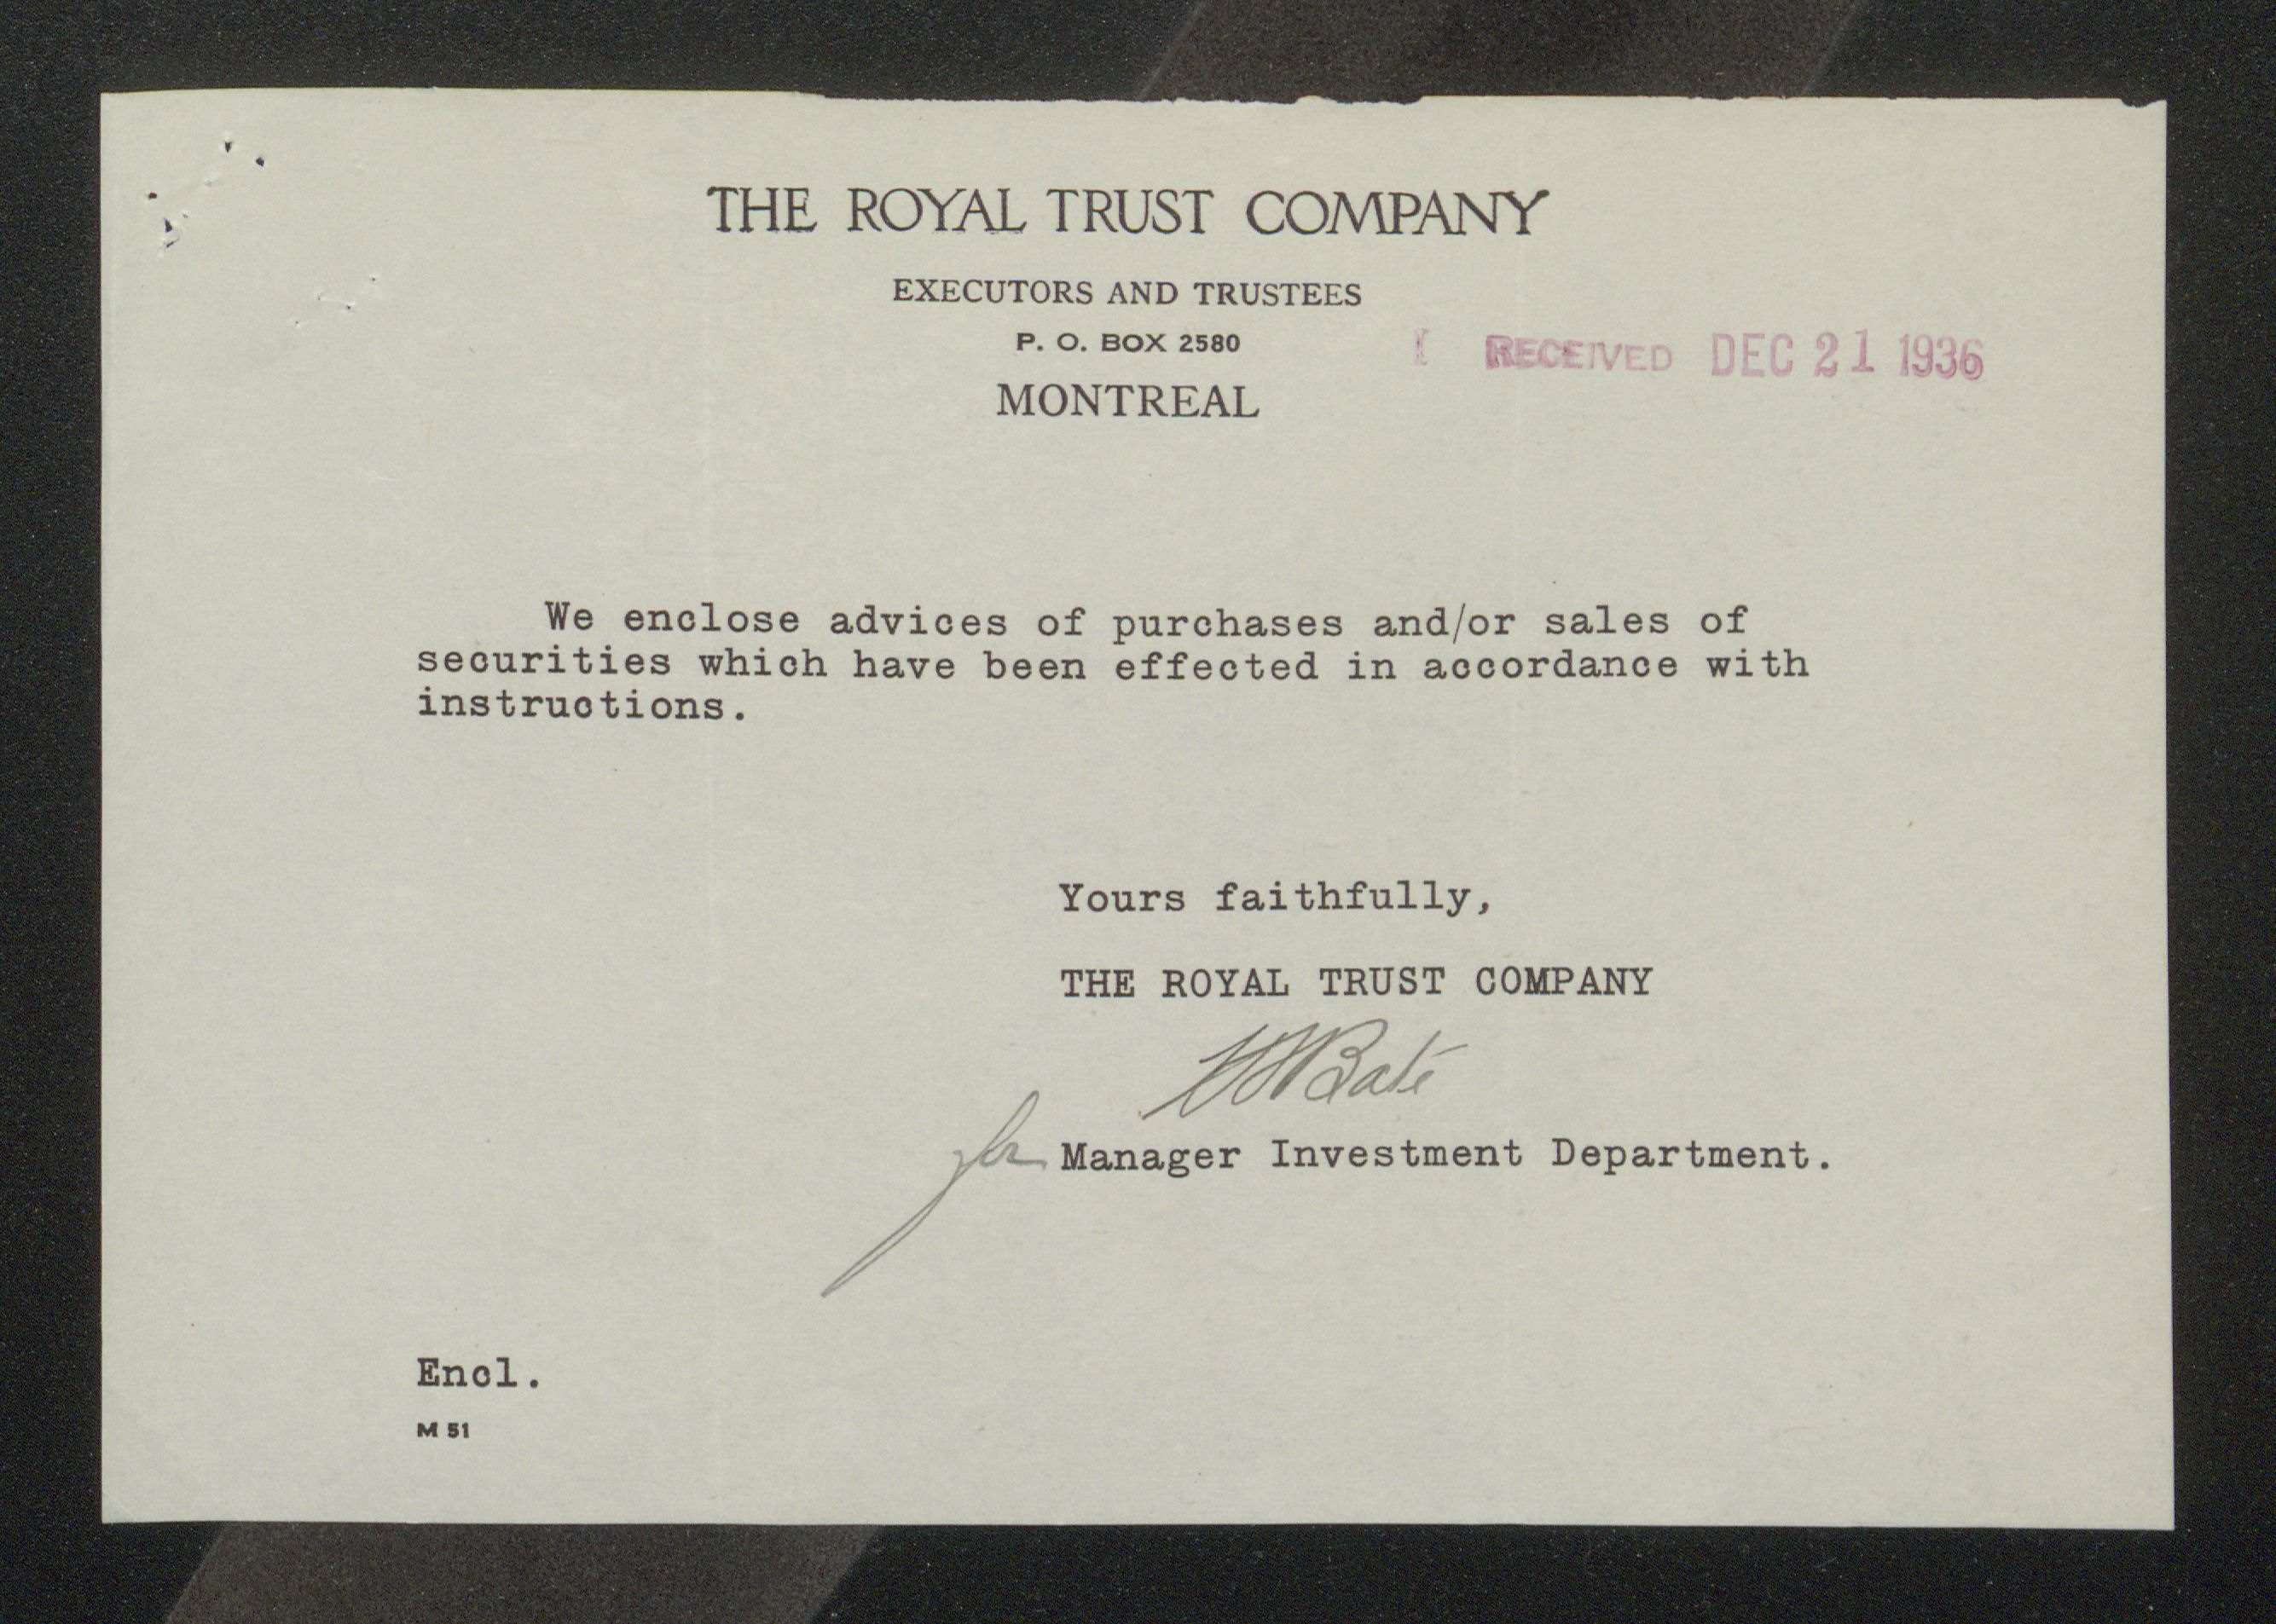 THE ROYAL TRUST COMPANY
EXECUTORS AND TRUSTEES
P. O. BOX 2580
MONTREAL
RECEIVED DEC 21 1936
We enclose advices of purchases and/or sales of
securities which have been effected in accordance with
instructions.
Yours faithfully,
THE ROYAL TRUST COMPANY
Bate
for Manager Investment Department.
Encl.
M 51